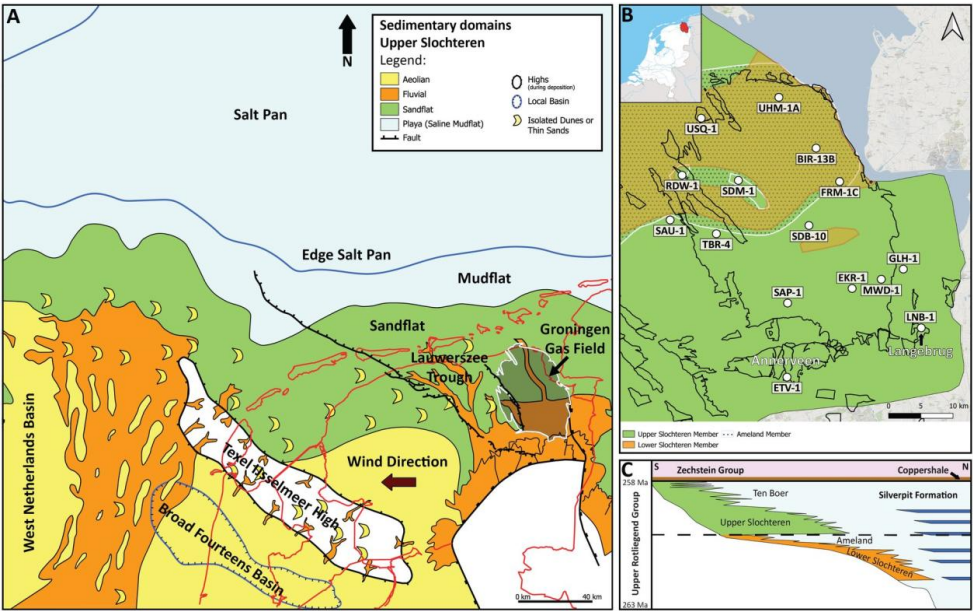 A
N
Sedimentary domains
Upper Slochteren
Legend:
Aeolian
Fluvial
Sandflat
Playa (Saline Mudflat)
Fault
Highs
(during deposition)
Local Basin
Isolated Dunes or
Thin Sands
Salt Pan
Edge Salt Pan
Mudflat
Sandflat
Groningen
Gas Field
Lauwerszee
Trough
Wind Direction
Texel IJsselmeer High
Broad Fourteens Basin
West Netherlands Basin
0 km
40 km
B
UHM-1A
USQ-1
BIR-13B
RDW-1
SDM-1
FRM-1C
SAU-1
TBR-4
SDB-10
GLH-1
EKR-1
MWD-1
SAP-1
LNB-1
Langebrug
Annerveen
ETV-1
0
5
10 km
Upper Slochteren Member
Ameland Member
Lower Slochteren Member
C
S
Zechstein Group
Coppershale
N
258 Ma
Ten Boer
Silverpit Formation
Upper Slochteren
Ameland
Lower Slochteren
Upper Rotliegend Group
263 Ma